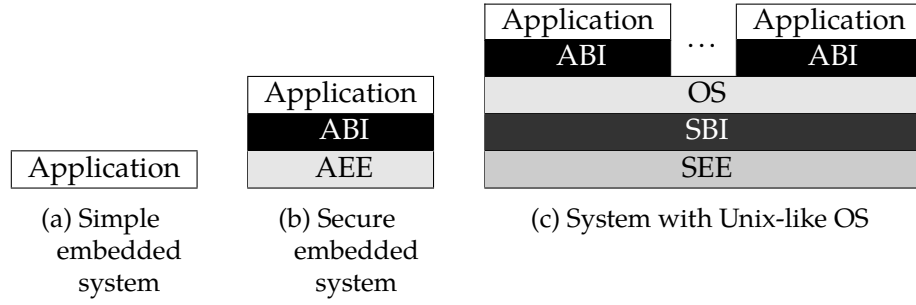 Application
(a) Simple
embedded
system
Application
ABI
AEE
(b) Secure
embedded
system
Application ... Application
ABI ABI
OS
SBI
SEE
(c) System with Unix-like OS